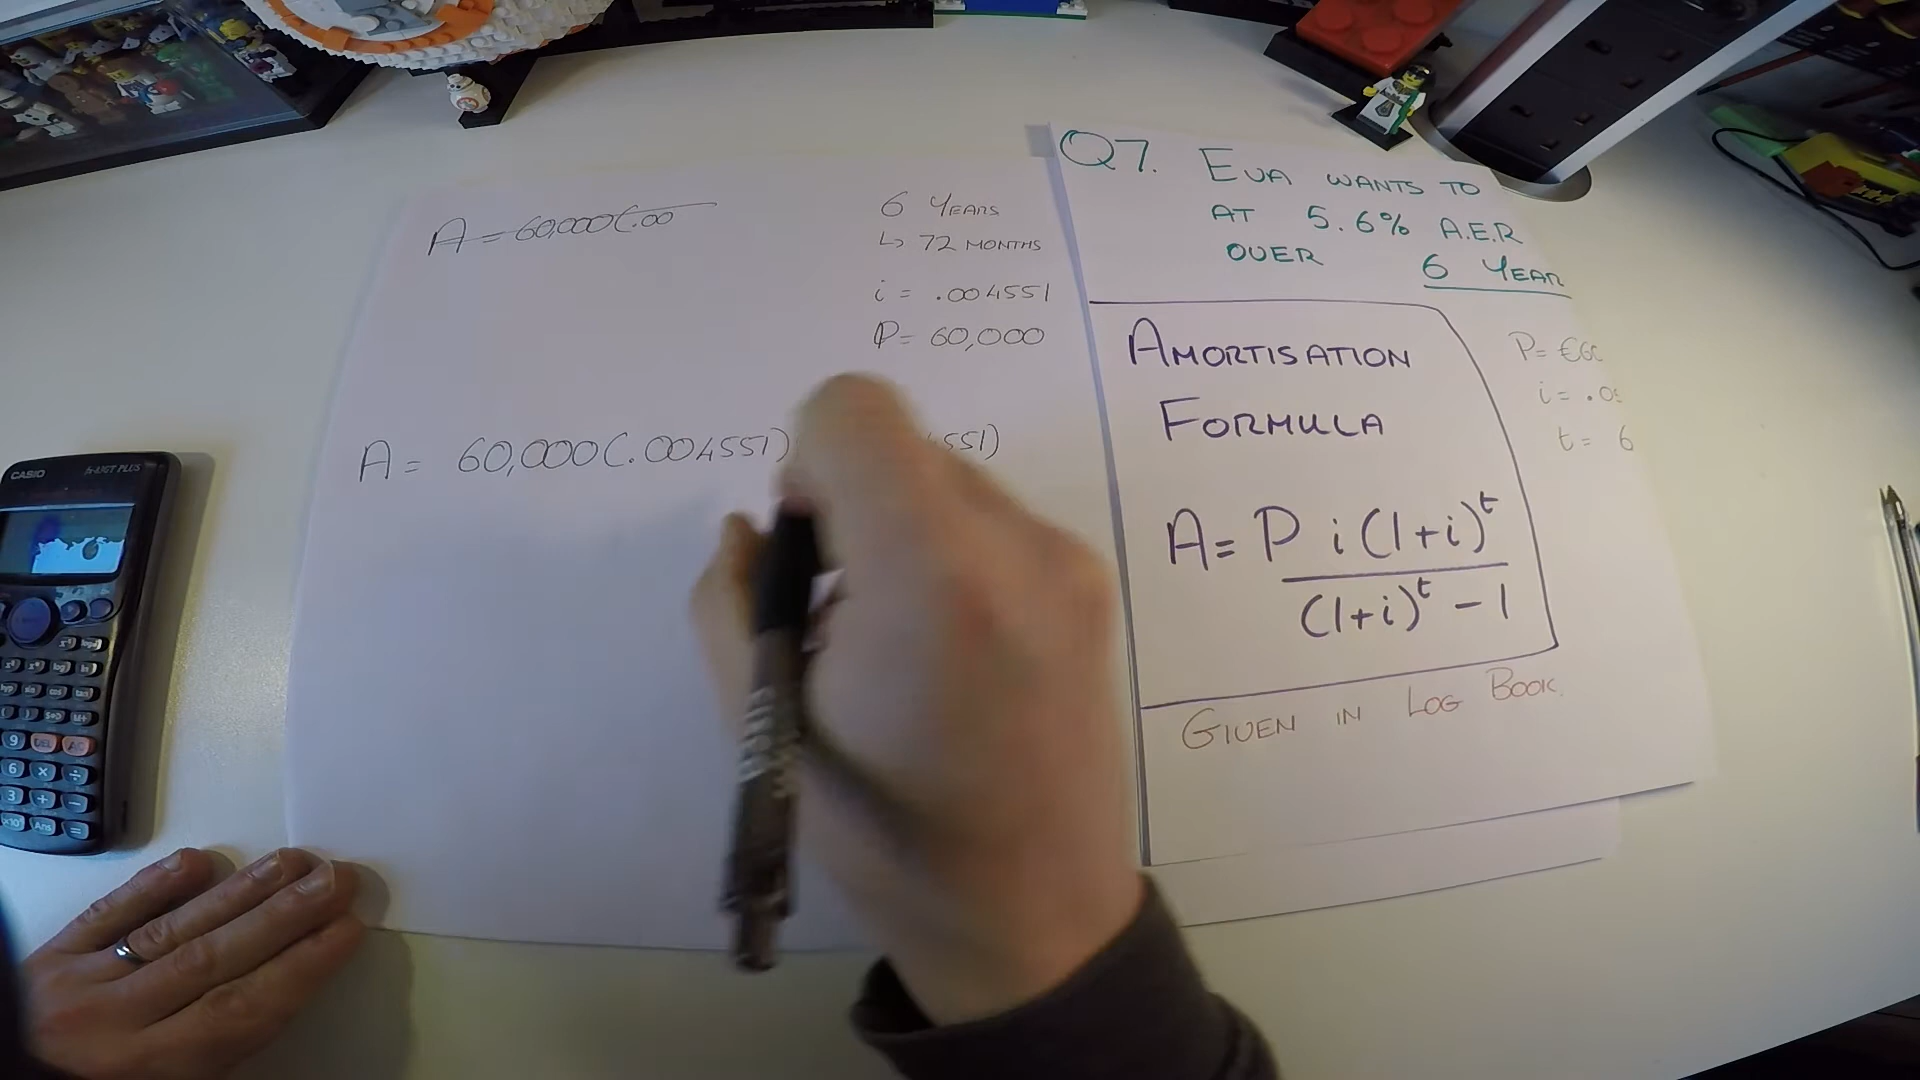 A = 60,000(.00
6 YEARS
↳ 72 MONTHS
i = .004551
P = 60,000
A = 60,000(.004551)
551)
Q7. EVA WANTS TO
AT 5.6% A.E.R
OVER 6 YEAR
AMORTISATION
FORMULA
A = P i(1+i)^t
(1+i)^t - 1
GIVEN IN LOG BOOK.
P = €60
i = .05
t = 6
CASIO fx-83GT PLUS